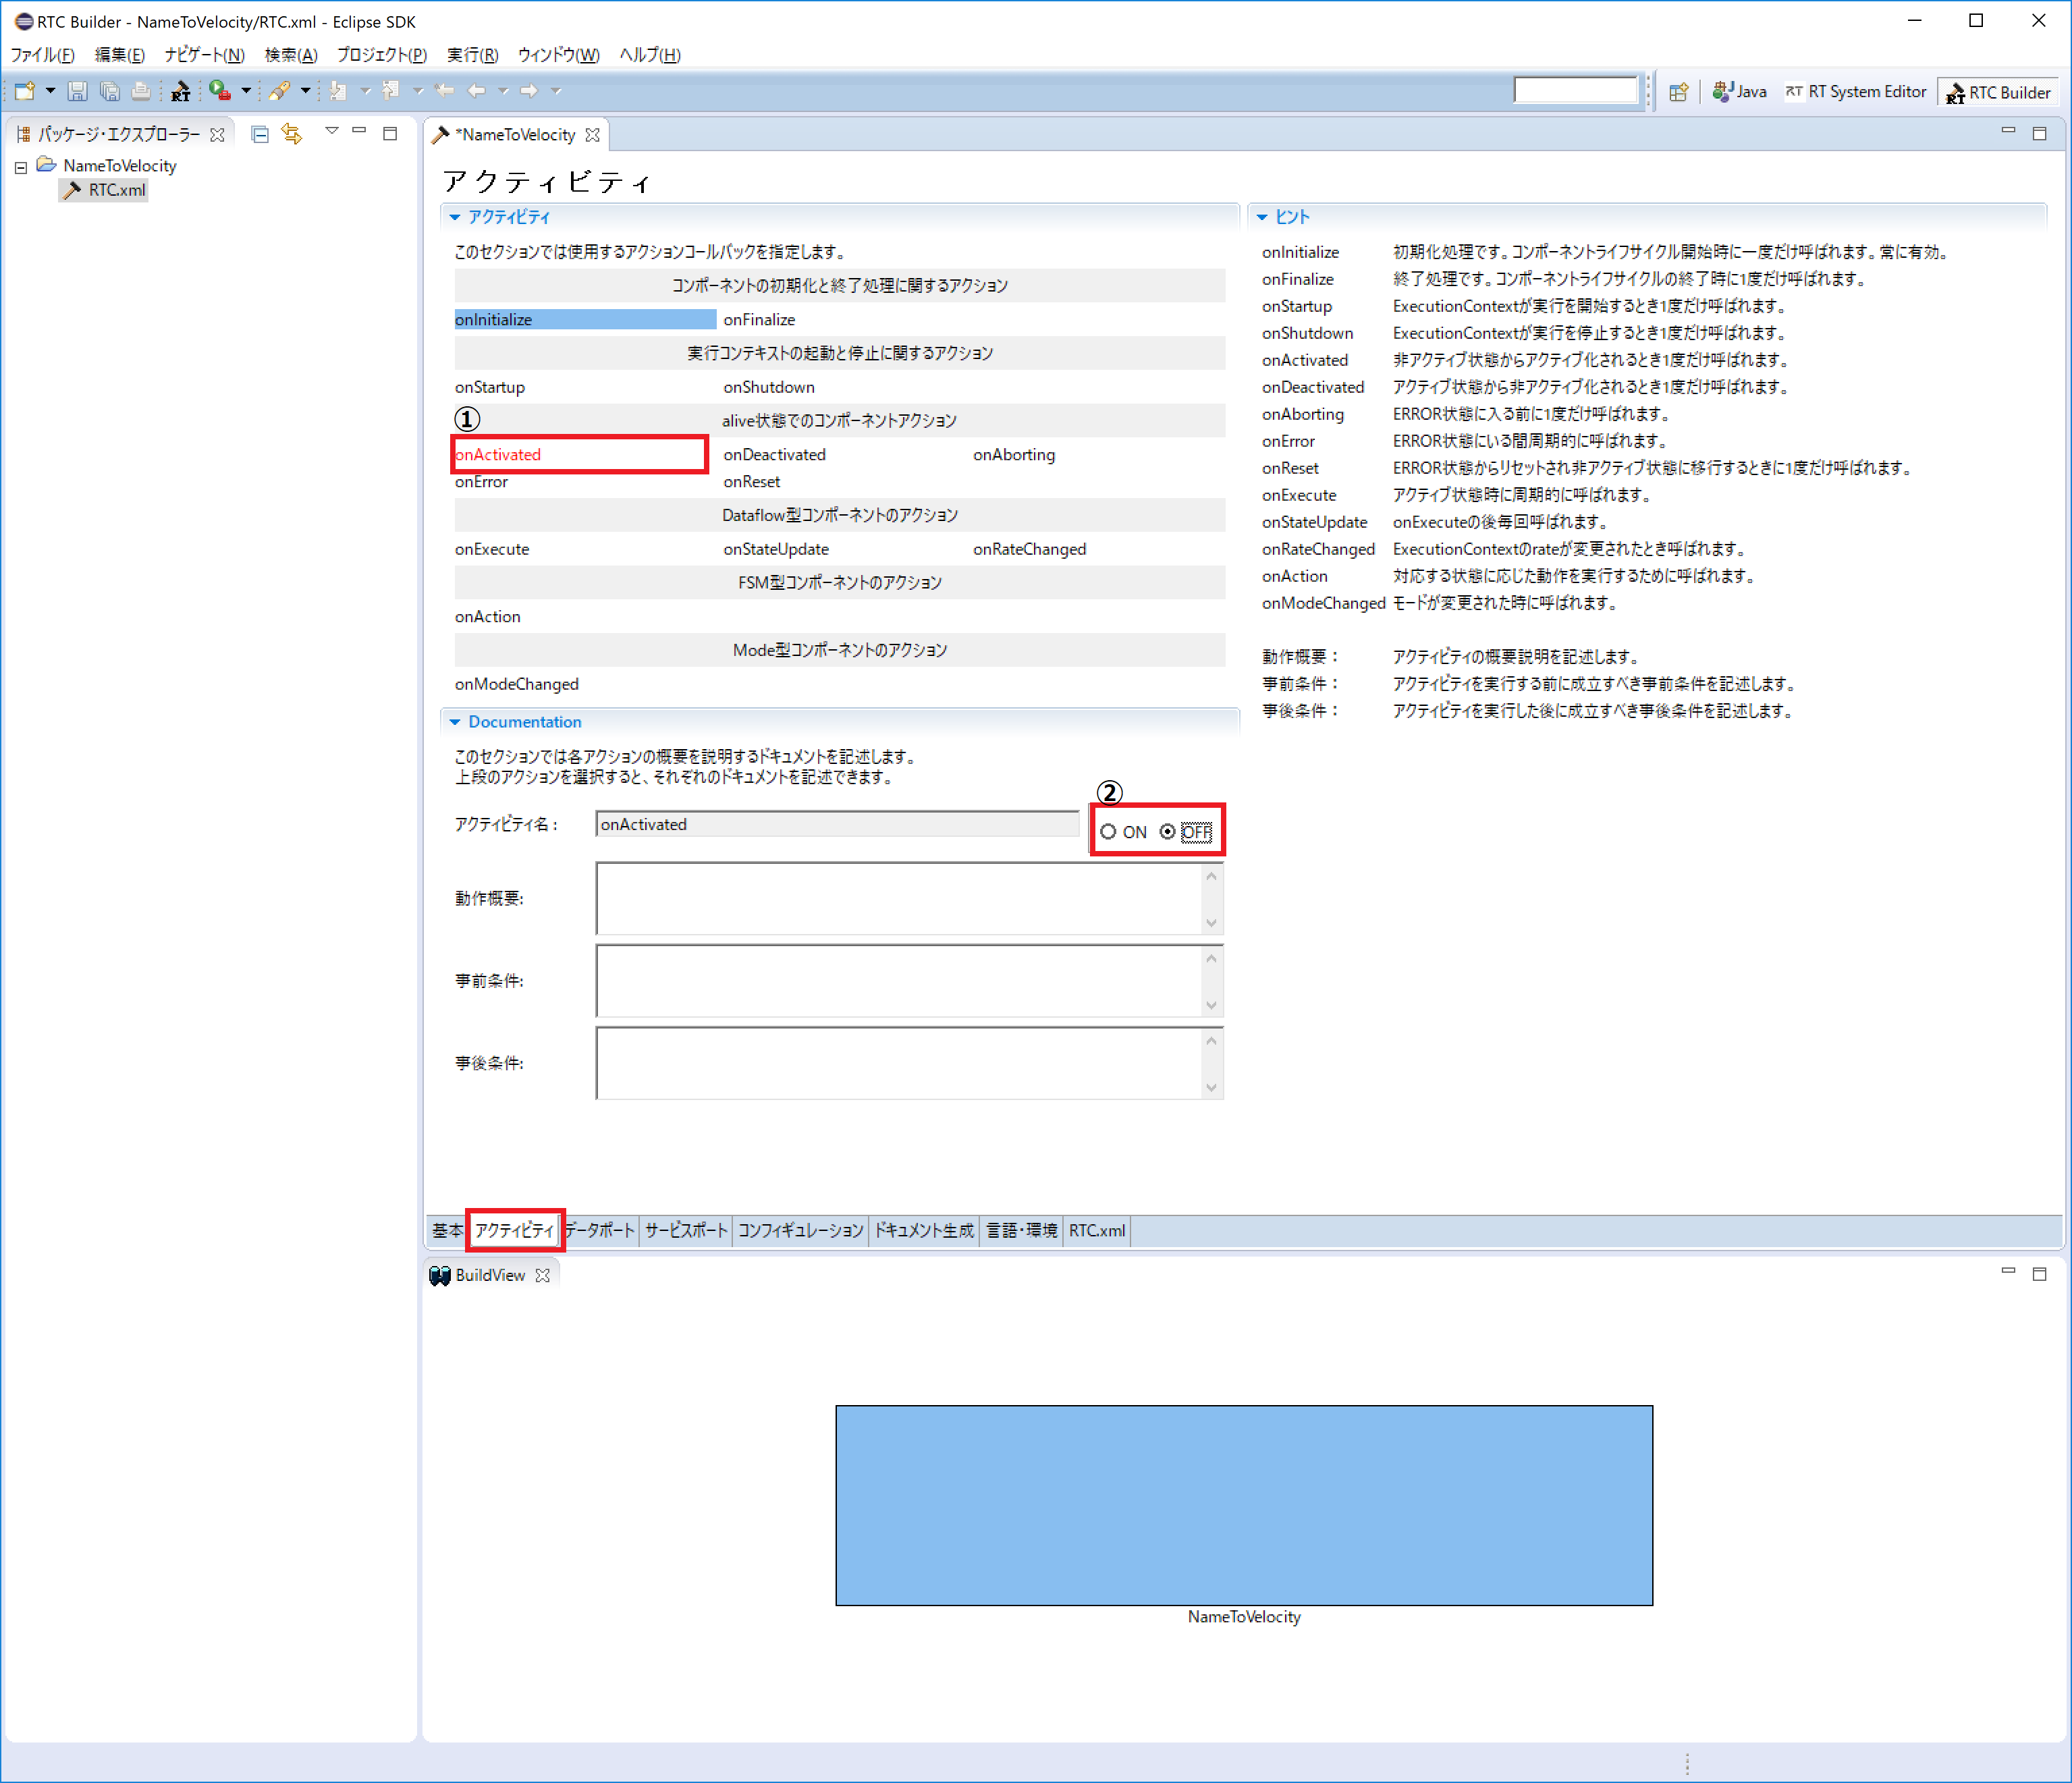 RTC Builder - NameToVelocity/RTC.xml - Eclipse SDK
ファイル(F) 編集(E) ナビゲート(N) 検索(A) プロジェクト(P) 実行(R) ウィンドウ(W) ヘルプ(H)
RT Java RT RT System Editor RT RTC Builder
パッケージ・エクスプローラー
NameToVelocity
RTC.xml
*NameToVelocity
アクティビティ
アクティビティ
このセクションでは使用するアクションコールバックを指定します。
コンポーネントの初期化と終了処理に関するアクション
onInitialize onFinalize
実行コンテキストの起動と停止に関するアクション
onStartup onShutdown
① alive状態でのコンポーネントアクション
onActivated onDeactivated onAborting
onError onReset
Dataflow型コンポーネントのアクション
onExecute onStateUpdate onRateChanged
FSM型コンポーネントのアクション
onAction
Mode型コンポーネントのアクション
onModeChanged
ヒント
onInitialize 初期化処理です。コンポーネントライフサイクル開始時に一度だけ呼ばれます。常に有効。
onFinalize 終了処理です。コンポーネントライフサイクルの終了時に1度だけ呼ばれます。
onStartup ExecutionContextが実行を開始するとき1度だけ呼ばれます。
onShutdown ExecutionContextが実行を停止するとき1度だけ呼ばれます。
onActivated 非アクティブ状態からアクティブ化されるとき1度だけ呼ばれます。
onDeactivated アクティブ状態から非アクティブ化されるとき1度だけ呼ばれます。
onAborting ERROR状態に入る前に1度だけ呼ばれます。
onError ERROR状態にいる間周期的に呼ばれます。
onReset ERROR状態からリセットされ非アクティブ状態に移行するときに1度だけ呼ばれます。
onExecute アクティブ状態時に周期的に呼ばれます。
onStateUpdate onExecuteの後毎回呼ばれます。
onRateChanged ExecutionContextのrateが変更されたとき呼ばれます。
onAction 対応する状態に応じた動作を実行するために呼ばれます。
onModeChanged モードが変更された時に呼ばれます。
動作概要： アクティビティの概要説明を記述します。
事前条件： アクティビティを実行する前に成立すべき事前条件を記述します。
事後条件： アクティビティを実行した後に成立すべき事後条件を記述します。
Documentation
このセクションでは各アクションの概要を説明するドキュメントを記述します。
上段のアクションを選択すると、それぞれのドキュメントを記述できます。
②
アクティビティ名： onActivated ON OFF
動作概要:
事前条件:
事後条件:
基本 アクティビティ データポート サービスポート コンフィギュレーション ドキュメント生成 言語・環境 RTC.xml
BuildView
NameToVelocity